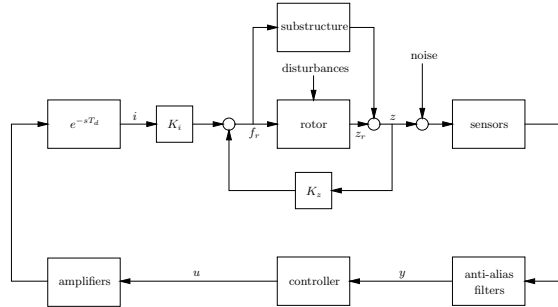 substructure
disturbances
noise
e^{-sT_d}
i
K_i
f_r
rotor
z_r
z
sensors
K_z
amplifiers
u
controller
y
anti-alias
filters